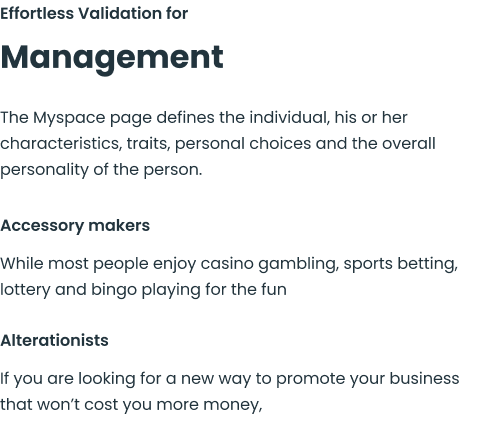 Effortless Validation for
Management
The Myspace page defines the individual, his or her
characteristics, traits, personal choices and the overall
personality of the person.
Accessory makers
While most people enjoy casino gambling, sports betting,
lottery and bingo playing for the fun
Alterationists
If you are looking for a new way to promote your business
that won’t cost you more money,